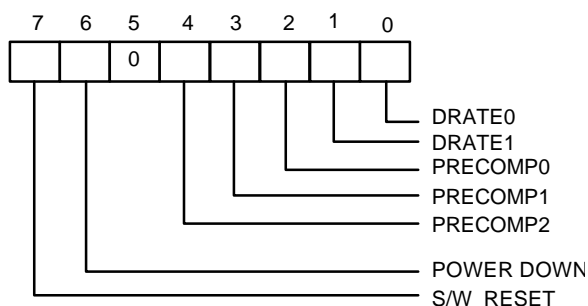 7 6 5 4 3 2 1 0
0
DRATE0
DRATE1
PRECOMP0
PRECOMP1
PRECOMP2
POWER DOWN
S/W RESET